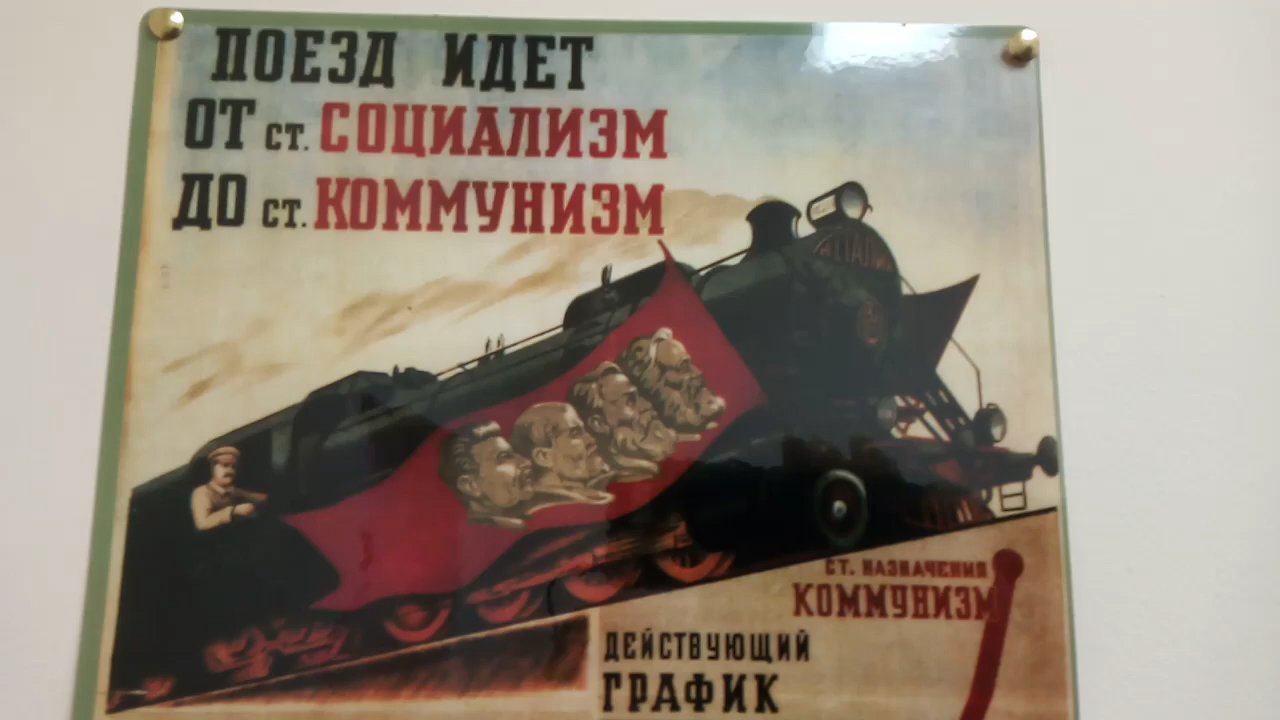 ПОЕЗД ИДЕТ
ОТ СТ. СОЦИАЛИЗМ
ДО СТ. КОММУНИЗМ
СТ. НАЗНАЧЕНИЯ
КОММУНИЗМ
ДЕЙСТВУЮЩИЙ
ГРАФИК